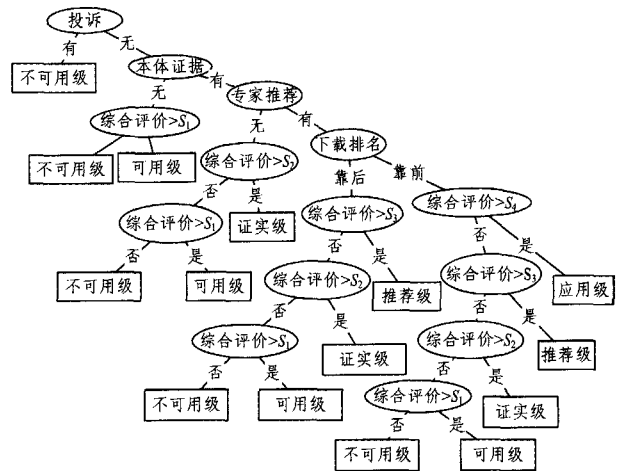 投诉
有
无
不可用级
本体证据
无
有
专家推荐
综合评价>S₁
无
有
下载排名
不可用级
可用级
综合评价>S₂
靠后
靠前
否
是
综合评价>S₁
证实级
综合评价>S₃
综合评价>S₄
否
是
否
是
否
是
不可用级
可用级
综合评价>S₂
推荐级
综合评价>S₃
应用级
否
是
否
是
综合评价>S₁
证实级
综合评价>S₂
推荐级
否
是
否
是
不可用级
可用级
综合评价>S₁
证实级
否
是
不可用级
可用级